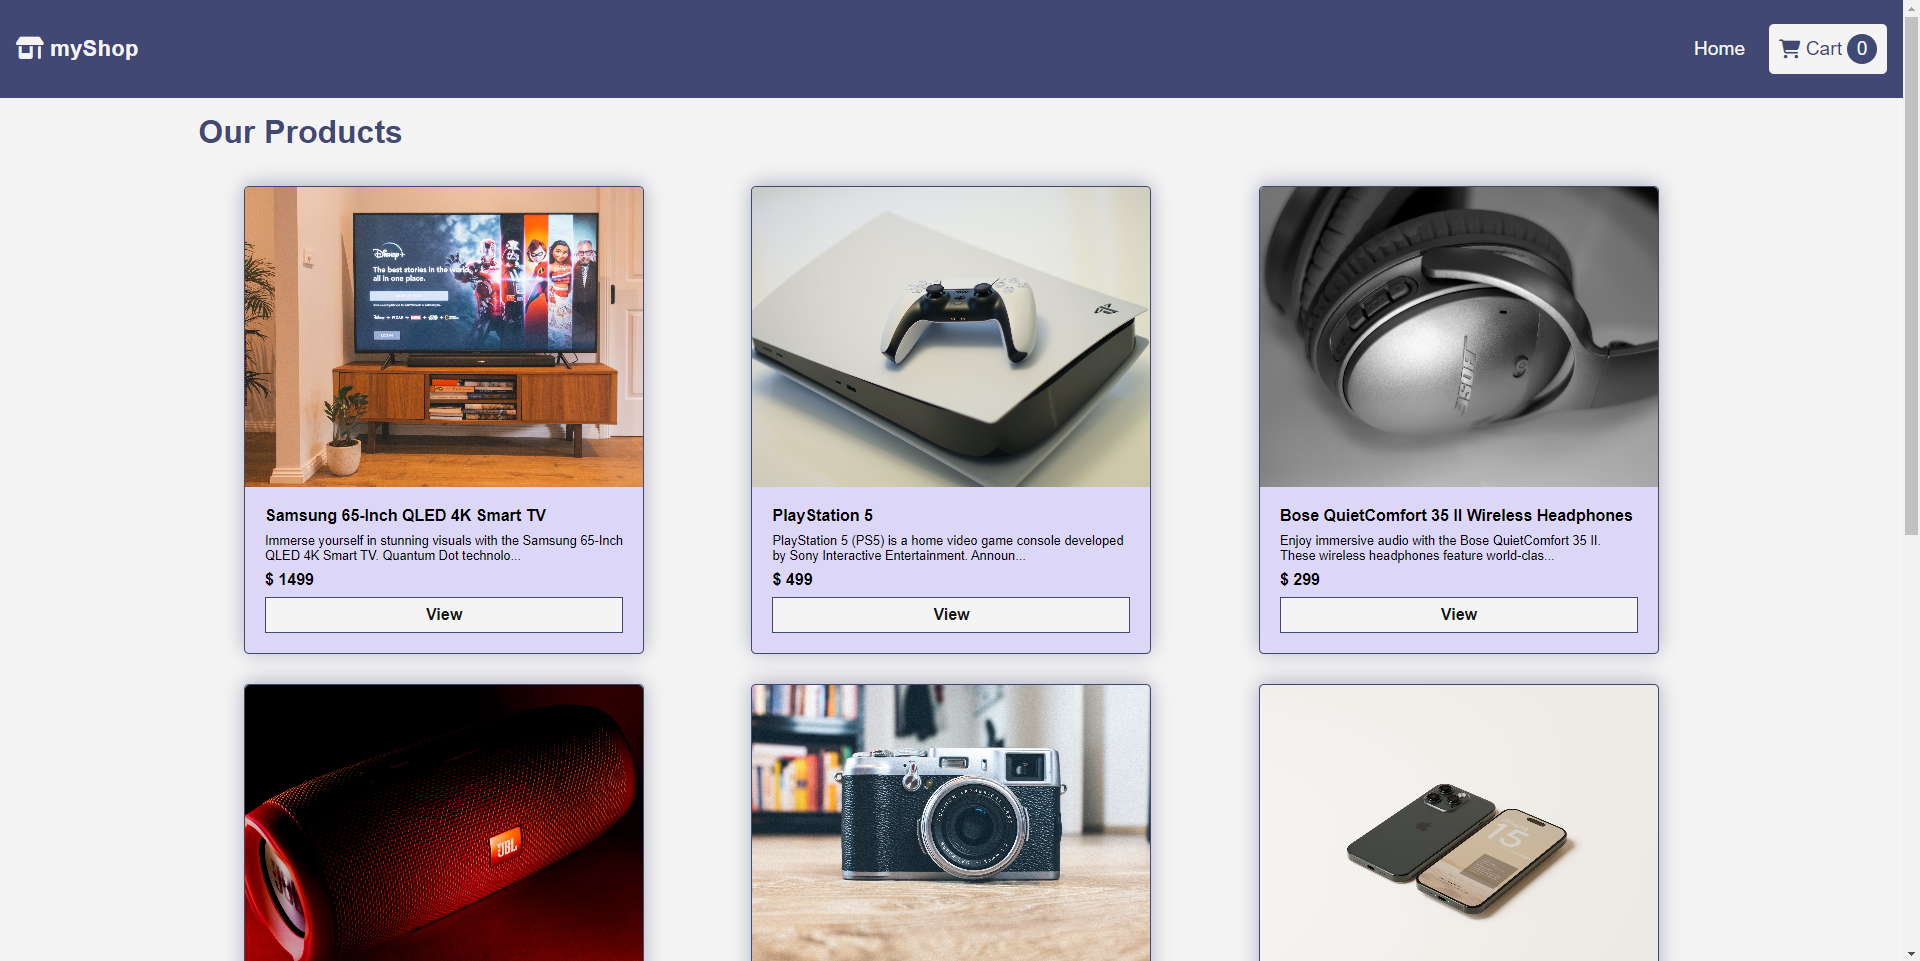 myShop
Home
Cart 0
Our Products
Disney+
The best stories in the world,
all in one place.
BOSE
Samsung 65-Inch QLED 4K Smart TV
Immerse yourself in stunning visuals with the Samsung 65-Inch
QLED 4K Smart TV. Quantum Dot technolo...
$ 1499
View
PlayStation 5
PlayStation 5 (PS5) is a home video game console developed
by Sony Interactive Entertainment. Announ...
$ 499
View
Bose QuietComfort 35 II Wireless Headphones
Enjoy immersive audio with the Bose QuietComfort 35 II.
These wireless headphones feature world-clas...
$ 299
View
JBL
15